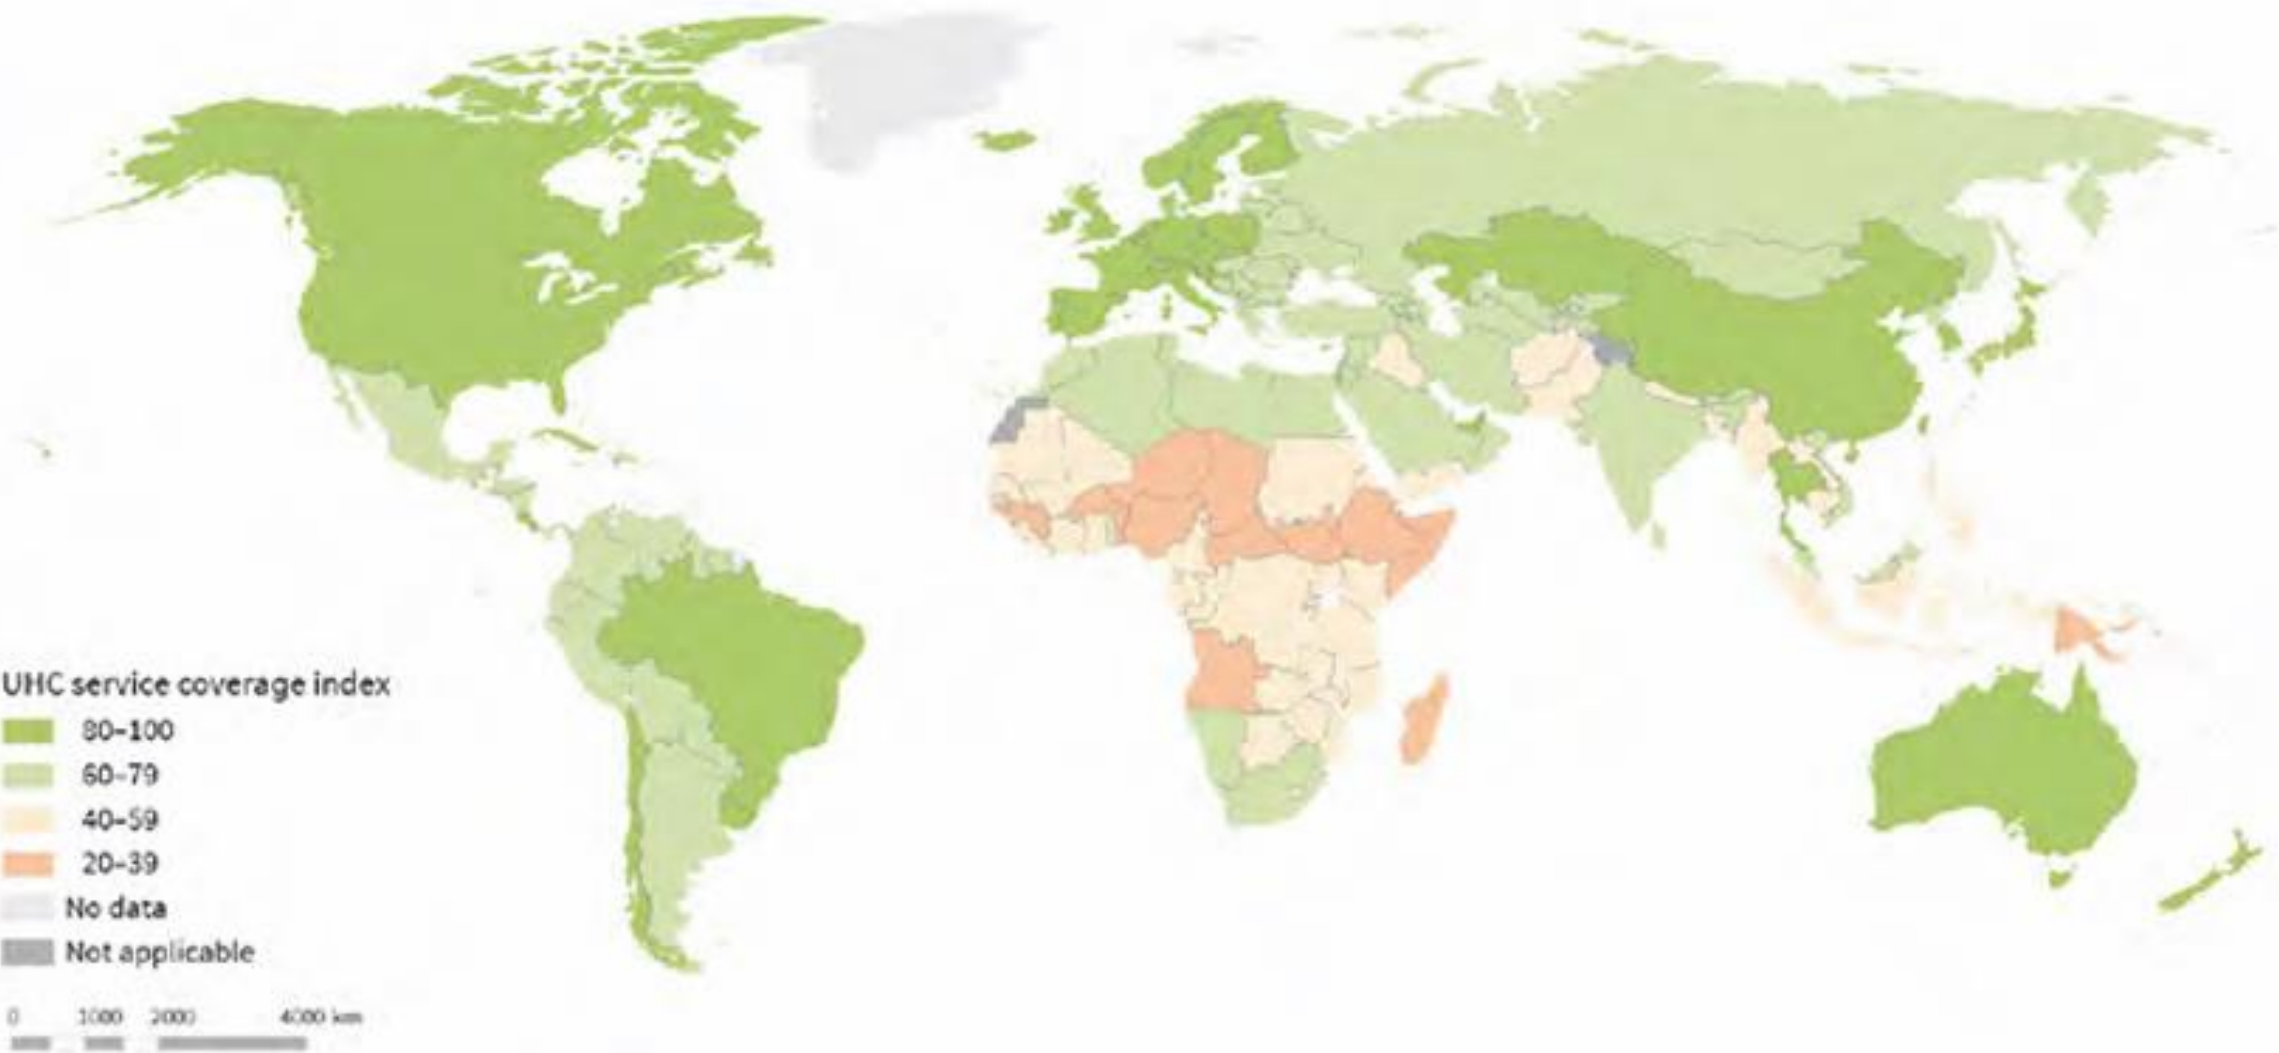 UHC service coverage index
80–100
60–79
40–59
20–39
No data
Not applicable
0 1000 2000 4000 km